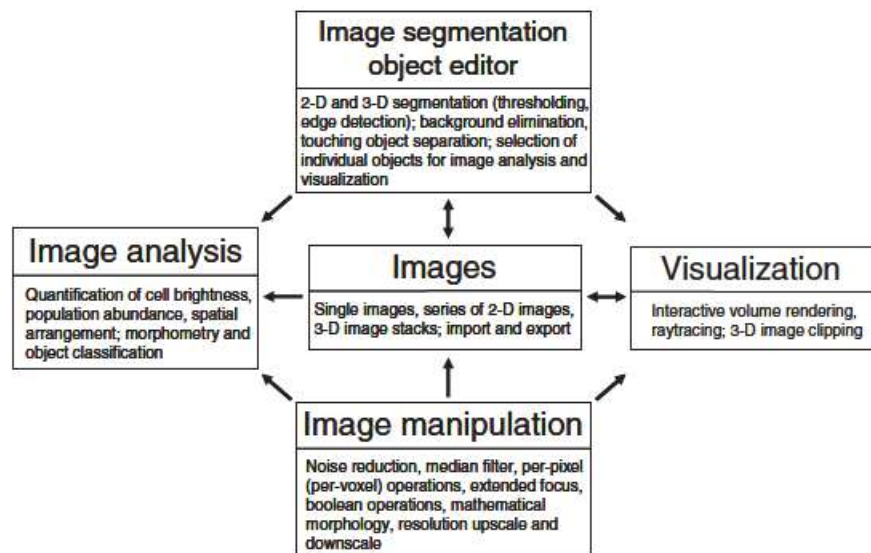 Image segmentation
object editor
2-D and 3-D segmentation (thresholding,
edge detection); background elimination,
touching object separation; selection of
individual objects for image analysis and
visualization
Image analysis
Quantification of cell brightness,
population abundance, spatial
arrangement; morphometry and
object classification
Images
Single images, series of 2-D images,
3-D image stacks; import and export
Visualization
Interactive volume rendering,
raytracing; 3-D image clipping
Image manipulation
Noise reduction, median filter, per-pixel
(per-voxel) operations, extended focus,
boolean operations, mathematical
morphology, resolution upscale and
downscale